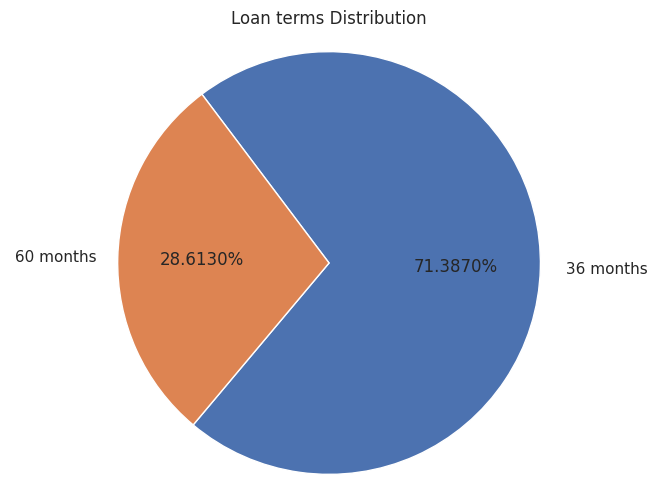 Loan terms Distribution
60 months
28.6130%
71.3870%
36 months